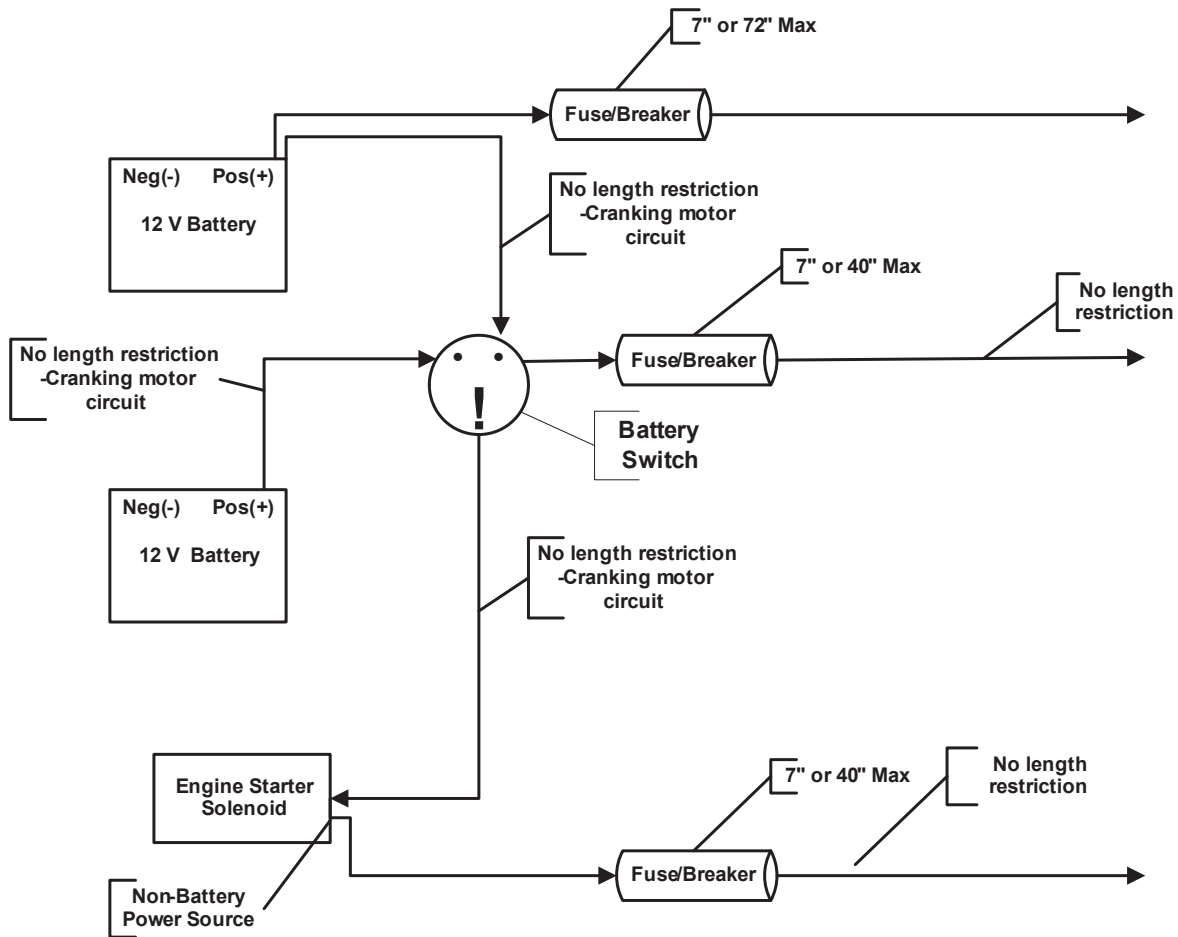 7" or 72" Max
Fuse/Breaker
Neg(-) Pos(+)
12 V Battery
No length restriction
-Cranking motor
circuit
7" or 40" Max
No length
restriction
No length restriction
-Cranking motor
circuit
Fuse/Breaker
!
Battery
Switch
Neg(-) Pos(+)
12 V Battery
No length restriction
-Cranking motor
circuit
Engine Starter
Solenoid
7" or 40" Max
No length
restriction
Fuse/Breaker
Non-Battery
Power Source